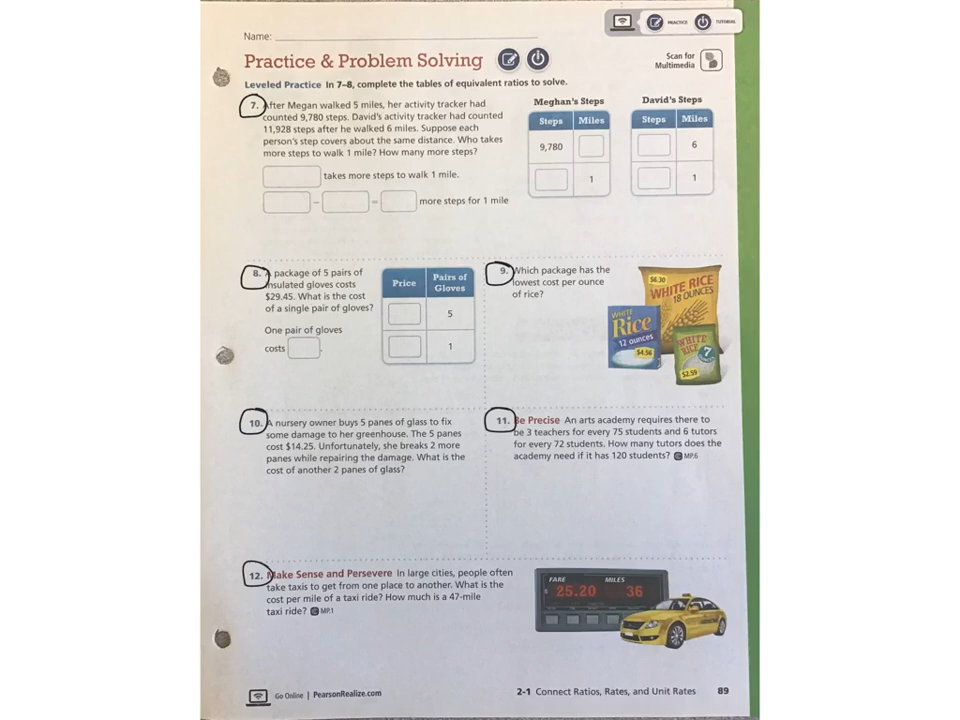 PRACTICE TUTORIAL
Name:
Practice & Problem Solving
Scan for
Multimedia
Leveled Practice In 7–8, complete the tables of equivalent ratios to solve.
7. After Megan walked 5 miles, her activity tracker had
counted 9,780 steps. David's activity tracker had counted
11,928 steps after he walked 6 miles. Suppose each
person's step covers about the same distance. Who takes
more steps to walk 1 mile? How many more steps?
takes more steps to walk 1 mile.
– = more steps for 1 mile
Meghan's Steps
Steps Miles
9,780
1
David's Steps
Steps Miles
6
1
8. A package of 5 pairs of
insulated gloves costs
$29.45. What is the cost
of a single pair of gloves?
One pair of gloves
costs .
Price Pairs of
Gloves
5
1
9. Which package has the
lowest cost per ounce
of rice?
$6.30
WHITE RICE
18 OUNCES
WHITE
Rice
12 ounces
$4.56
WHITE
RICE
7
$2.59
10. A nursery owner buys 5 panes of glass to fix
some damage to her greenhouse. The 5 panes
cost $14.25. Unfortunately, she breaks 2 more
panes while repairing the damage. What is the
cost of another 2 panes of glass?
11. Be Precise An arts academy requires there to
be 3 teachers for every 75 students and 6 tutors
for every 72 students. How many tutors does the
academy need if it has 120 students? MP.6
12. Make Sense and Persevere In large cities, people often
take taxis to get from one place to another. What is the
cost per mile of a taxi ride? How much is a 47-mile
taxi ride? MP.1
FARE MILES
$ 25.20 36
Go Online | PearsonRealize.com
2-1 Connect Ratios, Rates, and Unit Rates 89